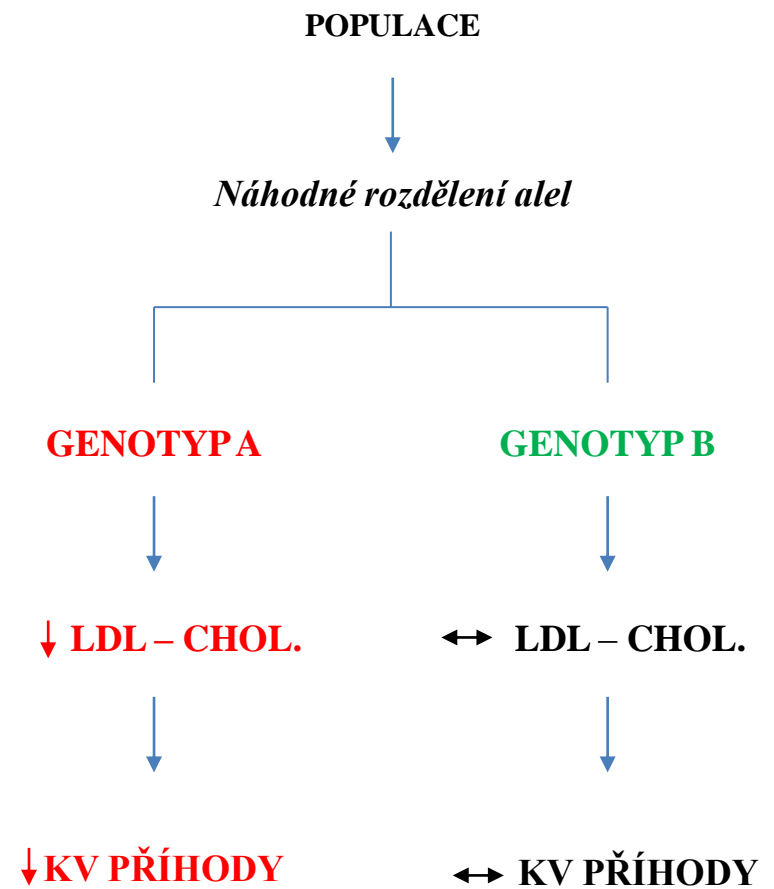 POPULACE
Náhodné rozdělení alel
GENOTYP A
GENOTYP B
↓ LDL – CHOL.
↔ LDL – CHOL.
↓ KV PŘÍHODY
↔ KV PŘÍHODY